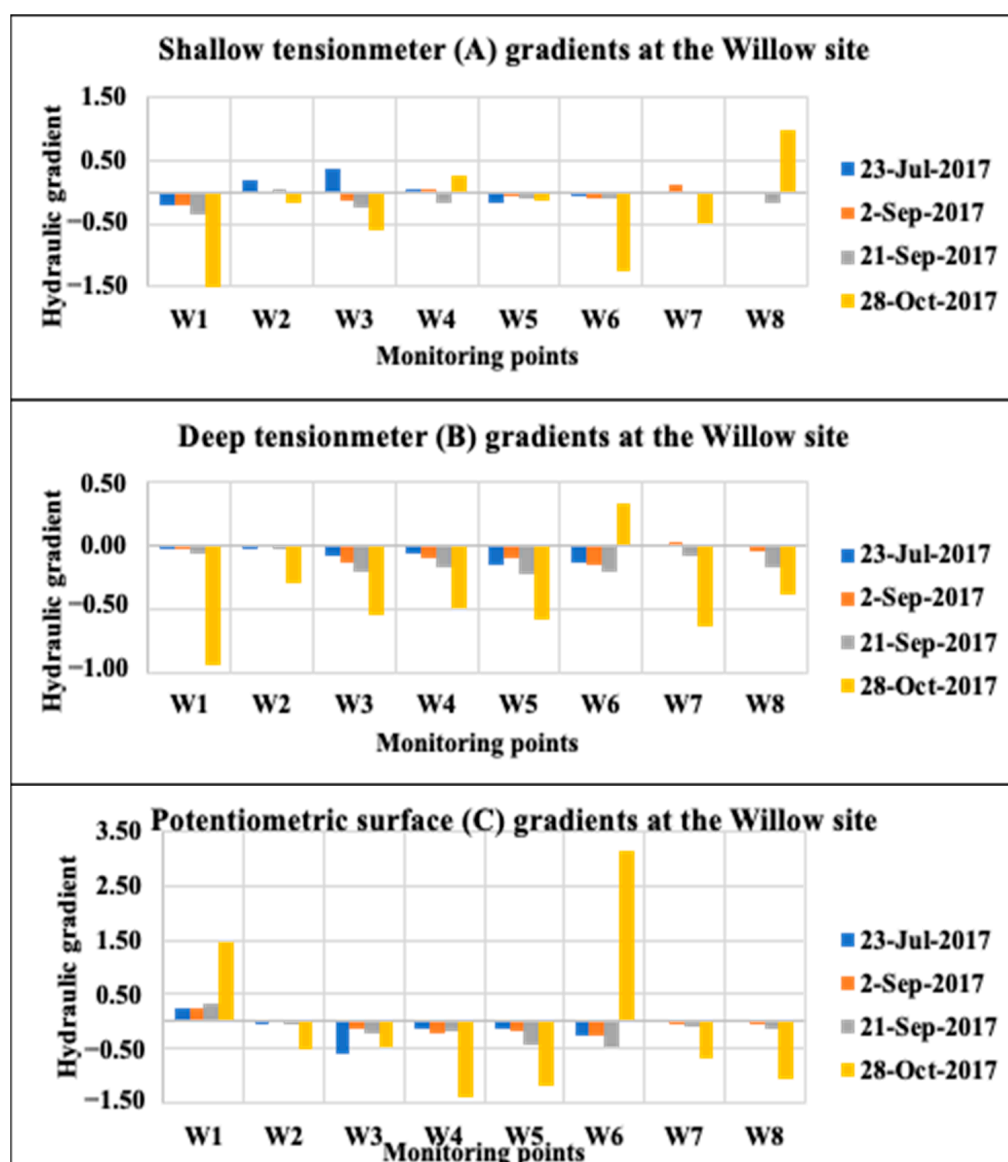 Shallow tensionmeter (A) gradients at the Willow site
Hydraulic gradient
1.50
0.50
−0.50
−1.50
W1 W2 W3 W4 W5 W6 W7 W8
Monitoring points
23-Jul-2017
2-Sep-2017
21-Sep-2017
28-Oct-2017
Deep tensionmeter (B) gradients at the Willow site
Hydraulic gradient
0.50
0.00
−0.50
−1.00
W1 W2 W3 W4 W5 W6 W7 W8
Monitoring points
23-Jul-2017
2-Sep-2017
21-Sep-2017
28-Oct-2017
Potentiometric surface (C) gradients at the Willow site
Hydraulic gradient
3.50
2.50
1.50
0.50
−0.50
−1.50
W1 W2 W3 W4 W5 W6 W7 W8
Monitoring points
23-Jul-2017
2-Sep-2017
21-Sep-2017
28-Oct-2017